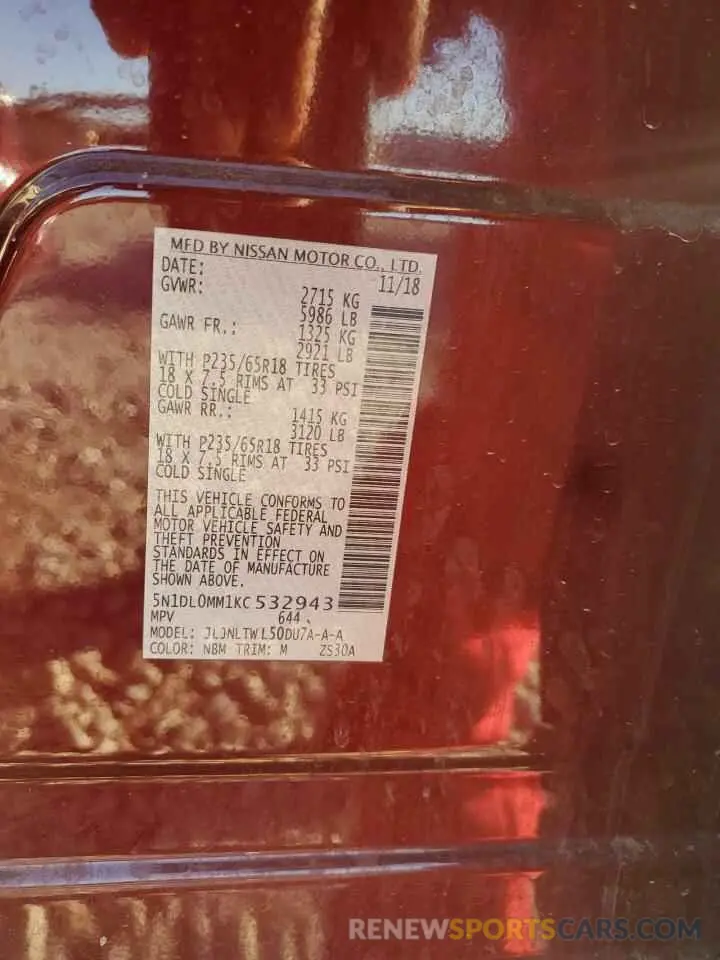 MFD BY NISSAN MOTOR CO., LTD.
DATE: 11/18
GVWR: 2715 KG
5986 LB
GAWR FR.: 1325 KG
2921 LB
WITH P235/65R18 TIRES
18 X 7.5 RIMS AT 33 PSI
COLD SINGLE
GAWR RR.: 1415 KG
3120 LB
WITH P235/65R18 TIRES
18 X 7.5 RIMS AT 33 PSI
COLD SINGLE
THIS VEHICLE CONFORMS TO
ALL APPLICABLE FEDERAL
MOTOR VEHICLE SAFETY AND
THEFT PREVENTION
STANDARDS IN EFFECT ON
THE DATE OF MANUFACTURE
SHOWN ABOVE.
5N1DL0MM1KC532943
MPV 644
MODEL:
COLOR: NBM TRIM: M ZS30A
RENEWSPORTSCARS.COM